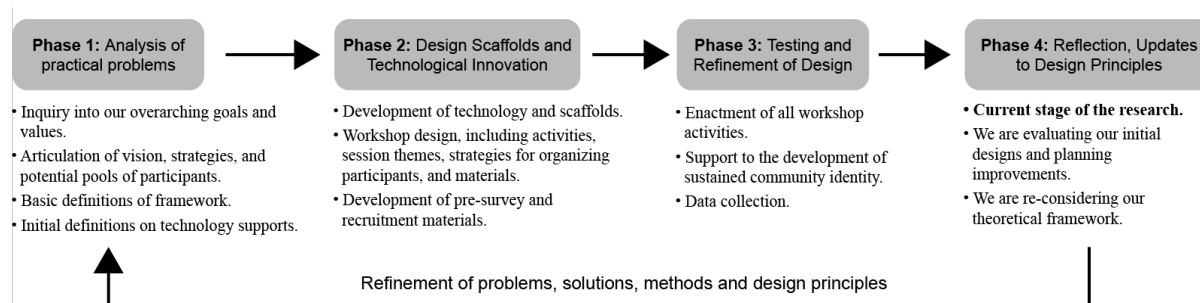 Phase 1: Analysis of
practical problems
Phase 2: Design Scaffolds and
Technological Innovation
Phase 3: Testing and
Refinement of Design
Phase 4: Reflection, Updates
to Design Principles
• Inquiry into our overarching goals and
values.
• Articulation of vision, strategies, and
potential pools of participants.
• Basic definitions of framework.
• Initial definitions on technology supports.
• Development of technology and scaffolds.
• Workshop design, including activities,
session themes, strategies for organizing
participants, and materials.
• Development of pre-survey and
recruitment materials.
• Enactment of all workshop
activities.
• Support to the development of
sustained community identity.
• Data collection.
• Current stage of the research.
• We are evaluating our initial
designs and planning
improvements.
• We are re-considering our
theoretical framework.
Refinement of problems, solutions, methods and design principles